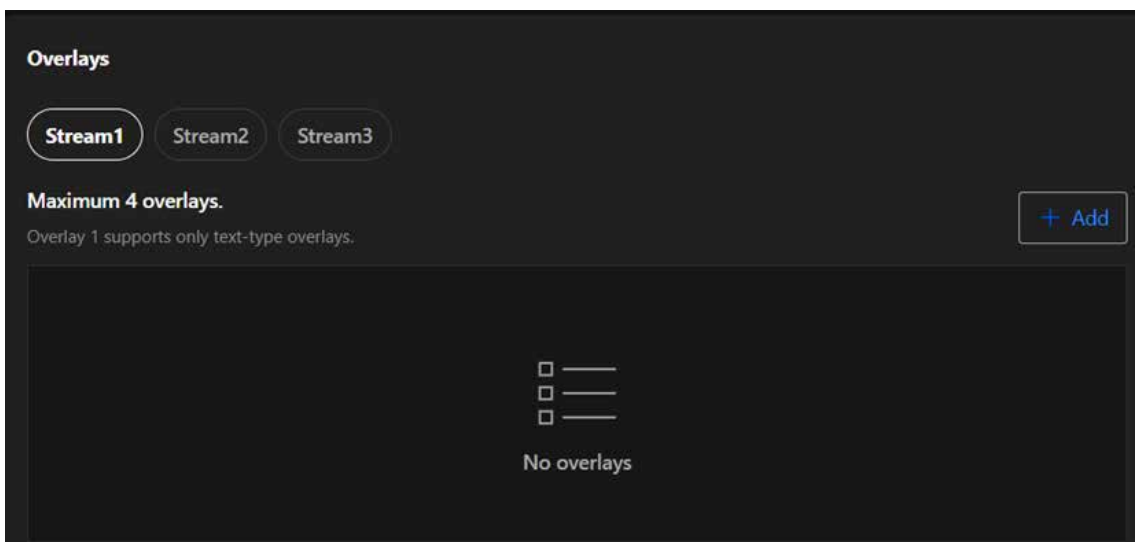 Overlays
Stream1 Stream2 Stream3
Maximum 4 overlays.
+ Add
Overlay 1 supports only text-type overlays.
No overlays